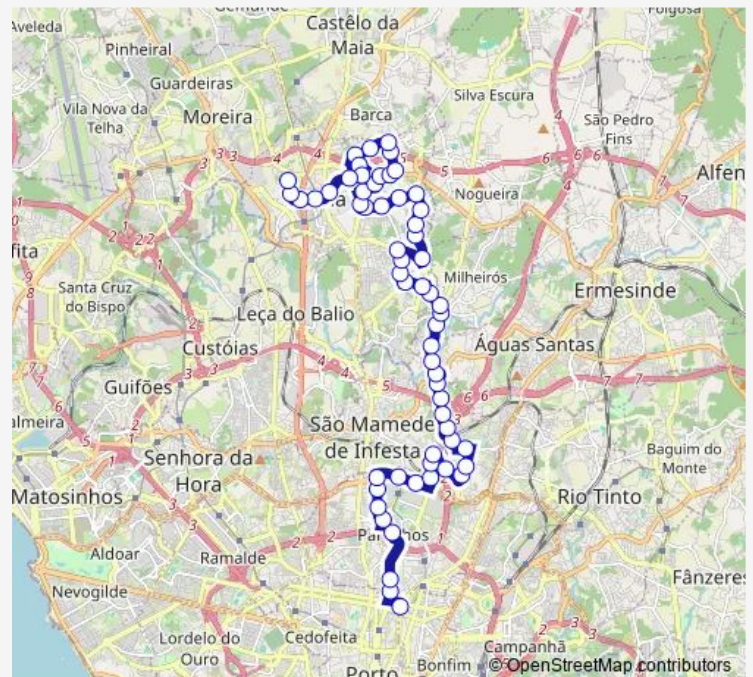 Aveleda
Castêlo da
Maia
Pinheiral
Guardeiras
Silva Escura
Vila Nova da
Telha
Moreira
Barca
São Pedro
Fins
Alfen
Nogueira
Milheirós
Santa Cruz
do Bispo
Leça do Balio
Ermesinde
Custóias
Águas Santas
Guifões
São Mamede
de Infesta
Senhora da
Hora
Baguim do
Monte
Matosinhos
Rio Tinto
Aldoar
Ramalde
Fânzeres
Nevogilde
Lordelo do
Ouro
Cedofeita
Campanhã
Porto
Bonfim
©OpenStreetMap contributors